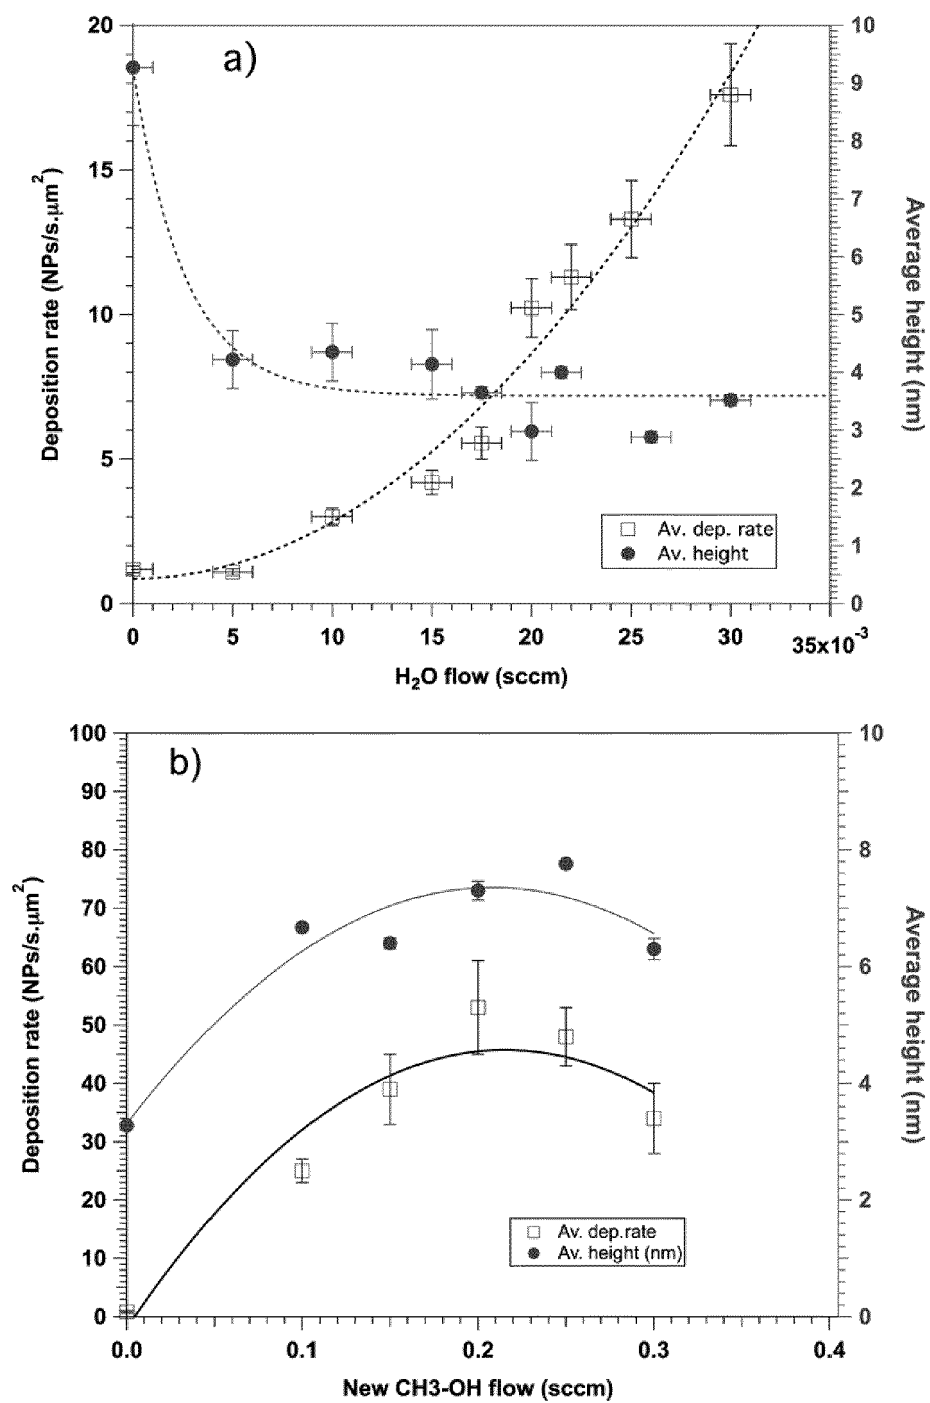 a)
20
15
10
5
0
Deposition rate (NPs/s.μm²)
10
9
8
7
6
5
4
3
2
1
0
Average height (nm)
Av. dep. rate
Av. height
0 5 10 15 20 25 30 35x10⁻³
H₂O flow (sccm)
b)
100
90
80
70
60
50
40
30
20
10
0
Deposition rate (NPs/s.μm²)
10
8
6
4
2
0
Average height (nm)
Av. dep.rate
Av. height (nm)
0.0 0.1 0.2 0.3 0.4
New CH3-OH flow (sccm)